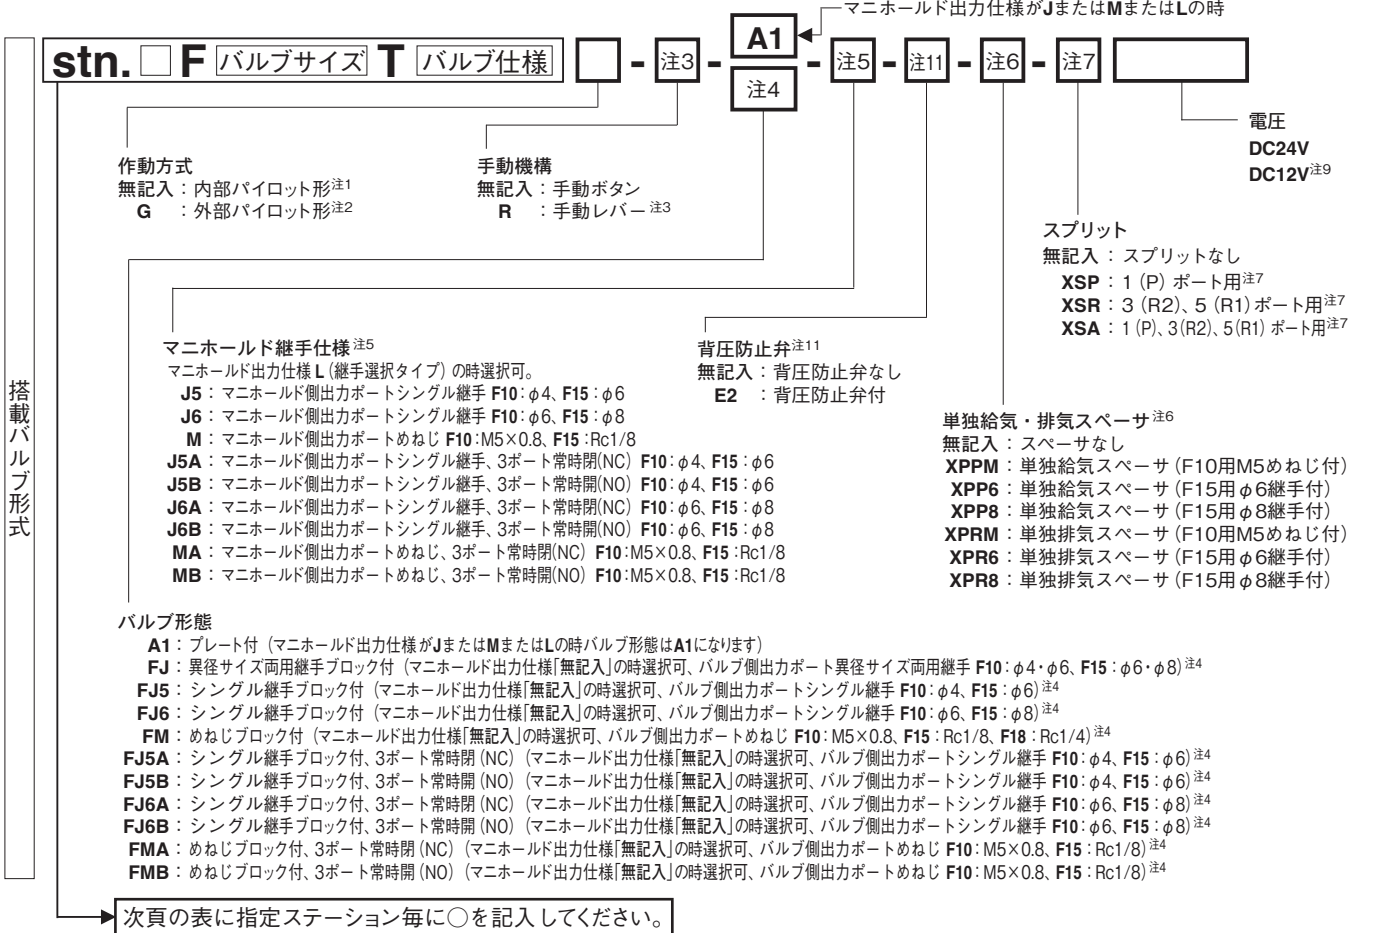 マニホールド出力仕様がJまたはMまたはLの時
stn.□ F バルブサイズ T バルブ仕様 □ - 注3 - A1 - 注5 - 注11 - 注6 - 注7
注4
電圧
DC24V
DC12V注9
作動方式
無記入：内部パイロット形注1
G ：外部パイロット形注2
手動機構
無記入：手動ボタン
R ：手動レバー注3
スプリット
無記入：スプリットなし
XSP：1（P）ポート用注7
XSR：3（R2）、5（R1）ポート用注7
XSA：1（P）、3（R2）、5（R1）ポート用注7
マニホールド継手仕様注5
マニホールド出力仕様L（継手選択タイプ）の時選択可。
J5：マニホールド側出力ポートシングル継手 F10：φ4、F15：φ6
J6：マニホールド側出力ポートシングル継手 F10：φ6、F15：φ8
M：マニホールド側出力ポートめねじ F10：M5×0.8、F15：Rc1/8
J5A：マニホールド側出力ポートシングル継手、3ポート常時閉(NC) F10：φ4、F15：φ6
J5B：マニホールド側出力ポートシングル継手、3ポート常時開(NO) F10：φ4、F15：φ6
J6A：マニホールド側出力ポートシングル継手、3ポート常時閉(NC) F10：φ6、F15：φ8
J6B：マニホールド側出力ポートシングル継手、3ポート常時開(NO) F10：φ6、F15：φ8
MA：マニホールド側出力ポートめねじ、3ポート常時閉(NC) F10：M5×0.8、F15：Rc1/8
MB：マニホールド側出力ポートめねじ、3ポート常時開(NO) F10：M5×0.8、F15：Rc1/8
背圧防止弁注11
無記入：背圧防止弁なし
E2 ：背圧防止弁付
単独給気・排気スペーサ注6
無記入：スペーサなし
XPPM：単独給気スペーサ（F10用M5めねじ付）
XPP6：単独給気スペーサ（F15用φ6継手付）
XPP8：単独給気スペーサ（F15用φ8継手付）
XPRM：単独排気スペーサ（F10用M5めねじ付）
XPR6：単独排気スペーサ（F15用φ6継手付）
XPR8：単独排気スペーサ（F15用φ8継手付）
搭載バルブ形式
バルブ形態
A1：プレート付（マニホールド出力仕様がJまたはMまたはLの時バルブ形態はA1になります）
FJ：異径サイズ両用継手ブロック付（マニホールド出力仕様「無記入」の時選択可、バルブ側出力ポート異径サイズ両用継手 F10：φ4・φ6、F15：φ6・φ8）注4
FJ5：シングル継手ブロック付（マニホールド出力仕様「無記入」の時選択可、バルブ側出力ポートシングル継手 F10：φ4、F15：φ6）注4
FJ6：シングル継手ブロック付（マニホールド出力仕様「無記入」の時選択可、バルブ側出力ポートシングル継手 F10：φ6、F15：φ8）注4
FM：めねじブロック付（マニホールド出力仕様「無記入」の時選択可、バルブ側出力ポートめねじ F10：M5×0.8、F15：Rc1/8、F18：Rc1/4）注4
FJ5A：シングル継手ブロック付、3ポート常時閉（NC）（マニホールド出力仕様「無記入」の時選択可、バルブ側出力ポートシングル継手 F10：φ4、F15：φ6）注4
FJ5B：シングル継手ブロック付、3ポート常時開（NO）（マニホールド出力仕様「無記入」の時選択可、バルブ側出力ポートシングル継手 F10：φ4、F15：φ6）注4
FJ6A：シングル継手ブロック付、3ポート常時閉（NC）（マニホールド出力仕様「無記入」の時選択可、バルブ側出力ポートシングル継手 F10：φ6、F15：φ8）注4
FJ6B：シングル継手ブロック付、3ポート常時開（NO）（マニホールド出力仕様「無記入」の時選択可、バルブ側出力ポートシングル継手 F10：φ6、F15：φ8）注4
FMA：めねじブロック付、3ポート常時閉（NC）（マニホールド出力仕様「無記入」の時選択可、バルブ側出力ポートめねじ F10：M5×0.8、F15：Rc1/8）注4
FMB：めねじブロック付、3ポート常時開（NO）（マニホールド出力仕様「無記入」の時選択可、バルブ側出力ポートめねじ F10：M5×0.8、F15：Rc1/8）注4
次頁の表に指定ステーション毎に○を記入してください。